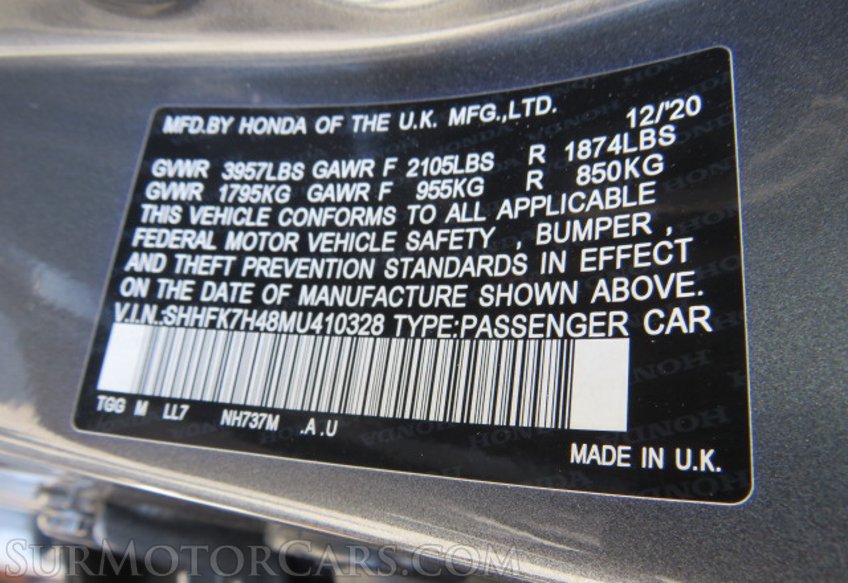 MFD.BY HONDA OF THE U.K. MFG.,LTD. 12/'20
GVWR 3957LBS GAWR F 2105LBS R 1874LBS
GVWR 1795KG GAWR F 955KG R 850KG
THIS VEHICLE CONFORMS TO ALL APPLICABLE
FEDERAL MOTOR VEHICLE SAFETY , BUMPER ,
AND THEFT PREVENTION STANDARDS IN EFFECT
ON THE DATE OF MANUFACTURE SHOWN ABOVE.
V.I.N.:SHHFK7H48MU410328 TYPE:PASSENGER CAR
TGG M LL7 NH737M .A .U
MADE IN U.K.
SURMOTORCARS.COM